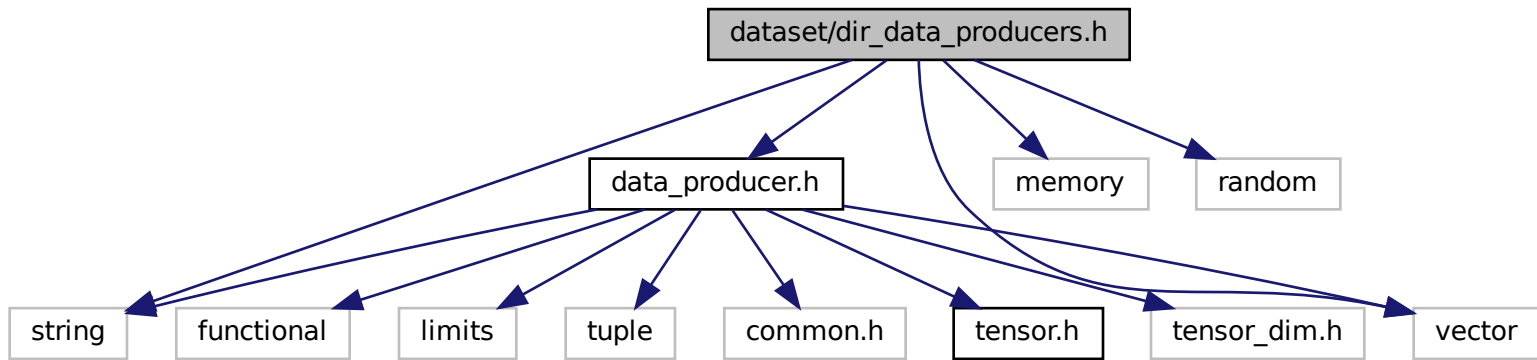 dataset/dir_data_producers.h
data_producer.h
memory
random
string
functional
limits
tuple
common.h
tensor.h
tensor_dim.h
vector